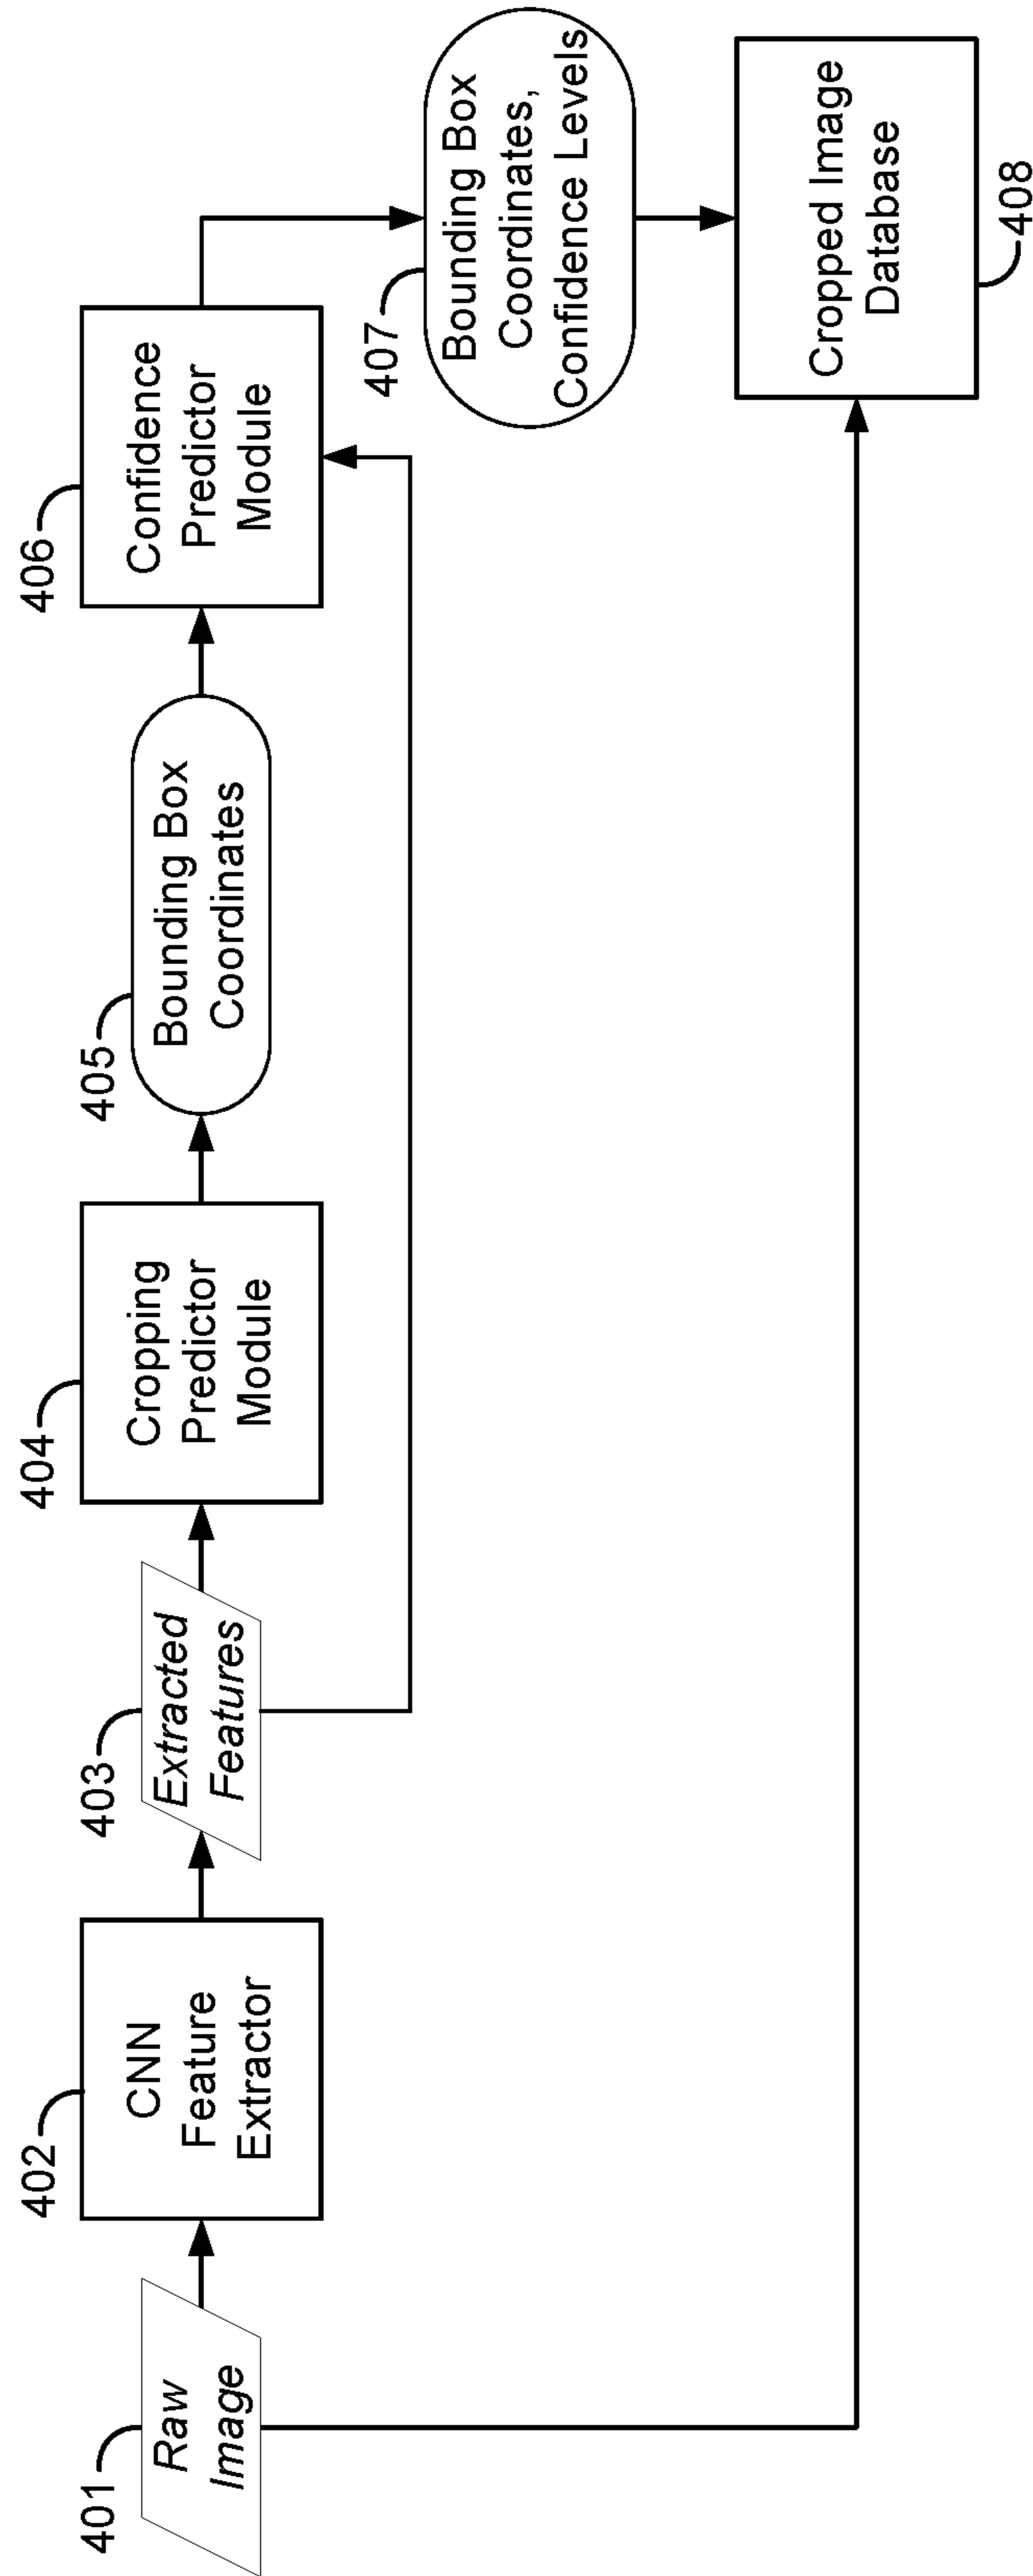 401
Raw
Image
402
CNN
Feature
Extractor
403
Extracted
Features
404
Cropping
Predictor
Module
405
Bounding Box
Coordinates
406
Confidence
Predictor
Module
407
Bounding Box
Coordinates,
Confidence Levels
Cropped Image
Database
408